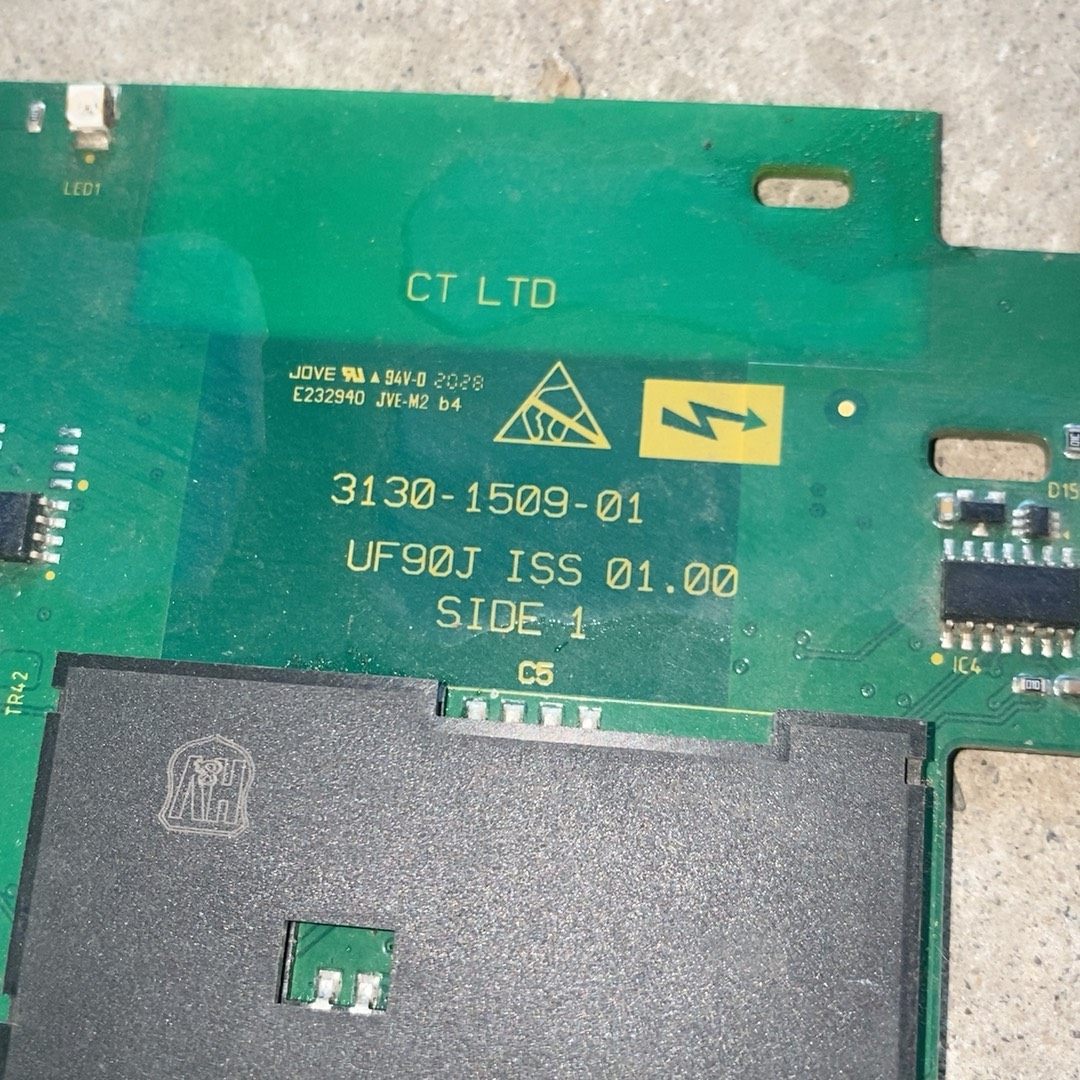 LED1
CT LTD
JOVE 94V-0 2028
E232940 JVE-M2 b4
3130-1509-01
UF90J ISS 01.00
SIDE 1
C5
D15
IC4
TR42